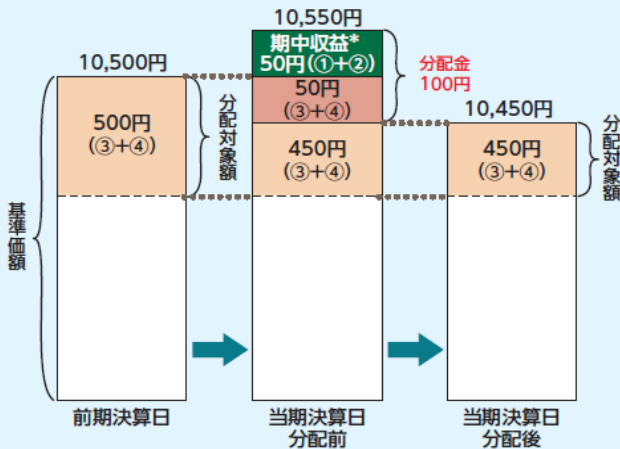 10,500円
500円
(③+④)
分配対象額
基準価額
前期決算日
10,550円
期中収益*
50円(①+②)
50円
(③+④)
450円
(③+④)
分配金
100円
当期決算日
分配前
10,450円
450円
(③+④)
分配対象額
当期決算日
分配後